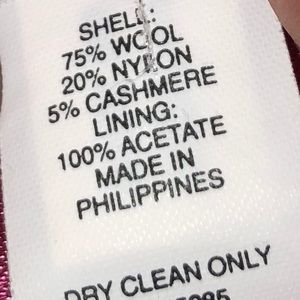 SHELL:
75% WOOL
20% NYLON
5% CASHMERE
LINING:
100% ACETATE
MADE IN
PHILIPPINES
DRY CLEAN ONLY